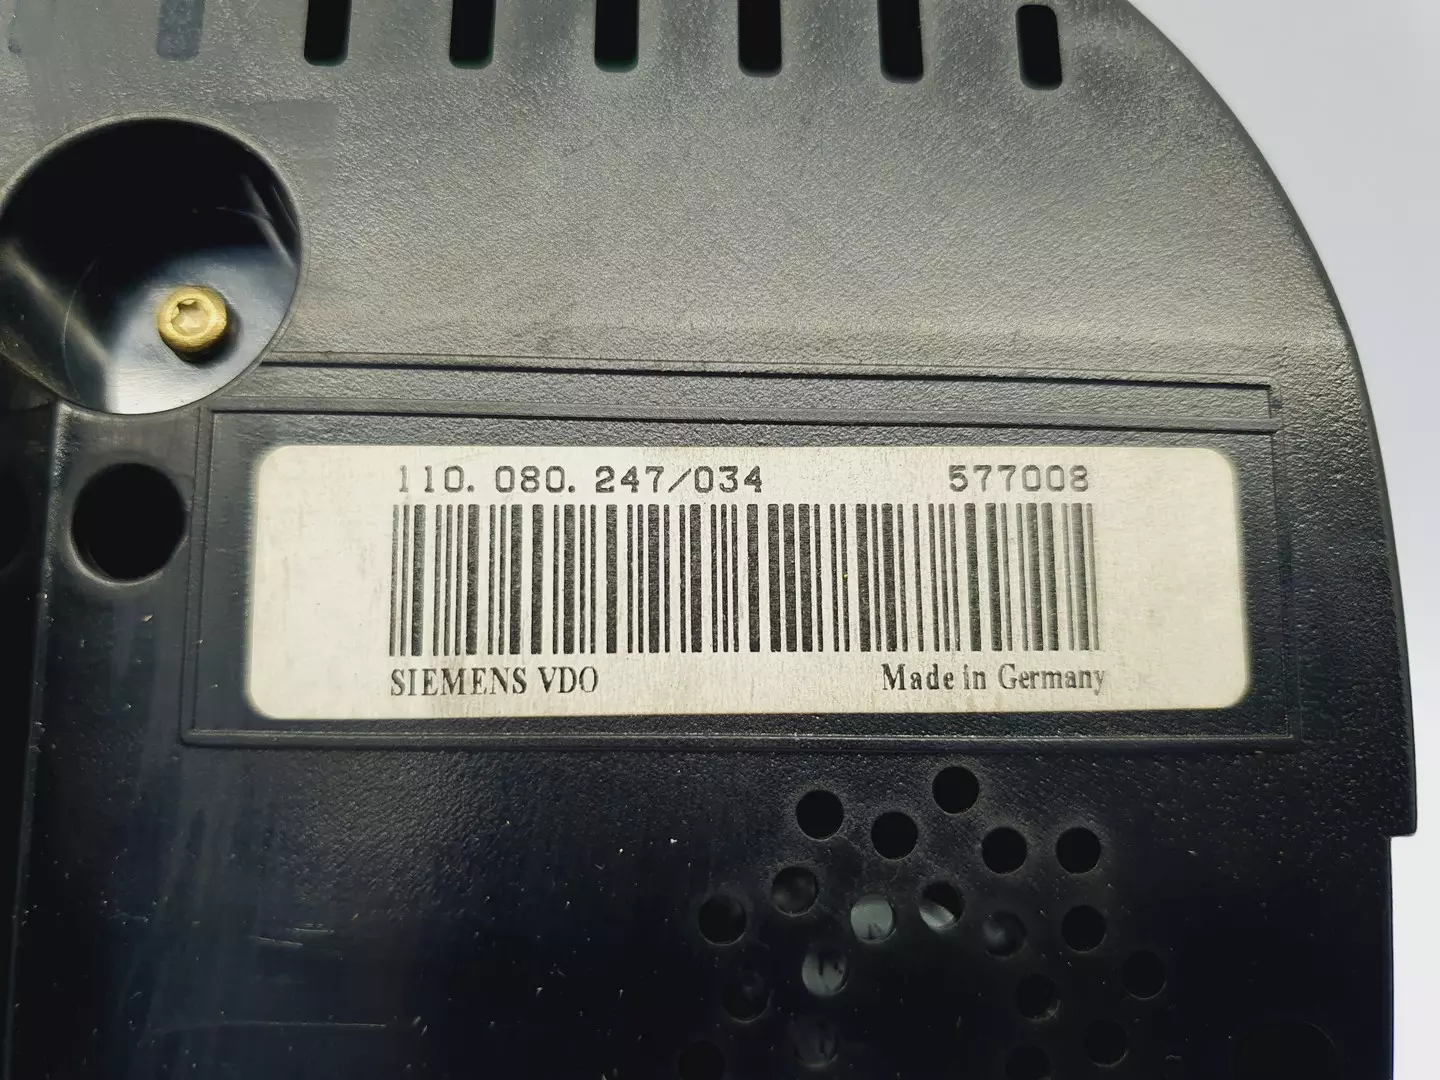 110. 080. 247/034 577008
SIEMENS VDO Made in Germany